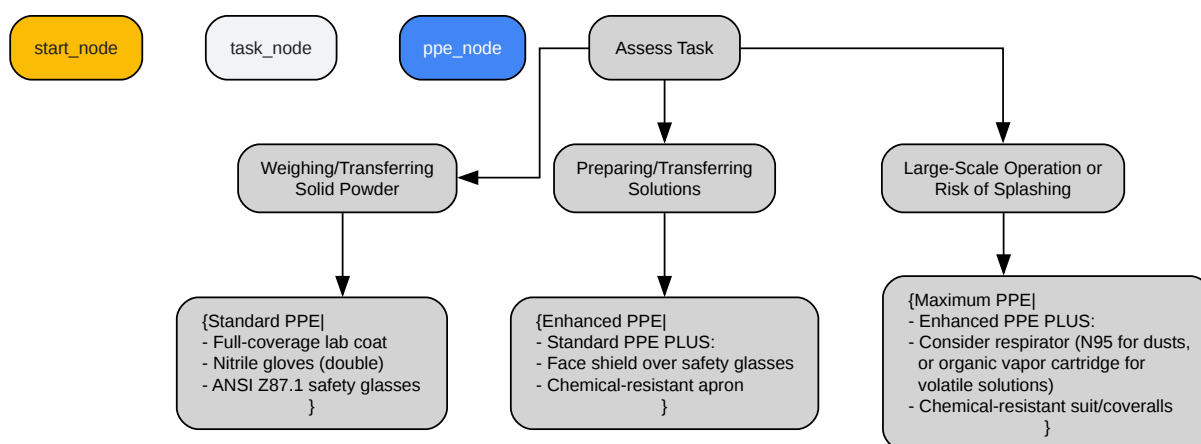 start_node
task_node
ppe_node
Assess Task
Weighing/Transferring
Solid Powder
Preparing/Transferring
Solutions
Large-Scale Operation or
Risk of Splashing
{Standard PPE|
- Full-coverage lab coat
- Nitrile gloves (double)
- ANSI Z87.1 safety glasses
}
{Enhanced PPE|
- Standard PPE PLUS:
- Face shield over safety glasses
- Chemical-resistant apron
}
{Maximum PPE|
- Enhanced PPE PLUS:
- Consider respirator (N95 for dusts,
or organic vapor cartridge for
volatile solutions)
- Chemical-resistant suit/coveralls
}